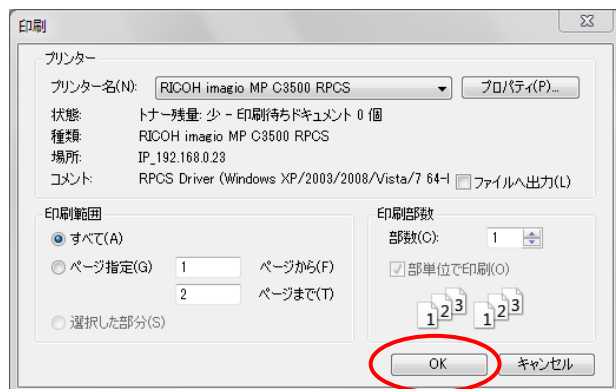 印刷
プリンター
プリンター名(N): RICOH imagio MP C3500 RPCS プロパティ(P)...
状態: トナー残量: 少 - 印刷待ちドキュメント 0 個
種類: RICOH imagio MP C3500 RPCS
場所: IP_192.168.0.23
コメント: RPCS Driver (Windows XP/2003/2008/Vista/7 64-l ファイルへ出力(L)
印刷範囲
すべて(A)
ページ指定(G) 1 ページから(F)
2 ページまで(T)
選択した部分(S)
印刷部数
部数(C): 1
部単位で印刷(O)
1 2 3 1 2 3
OK キャンセル